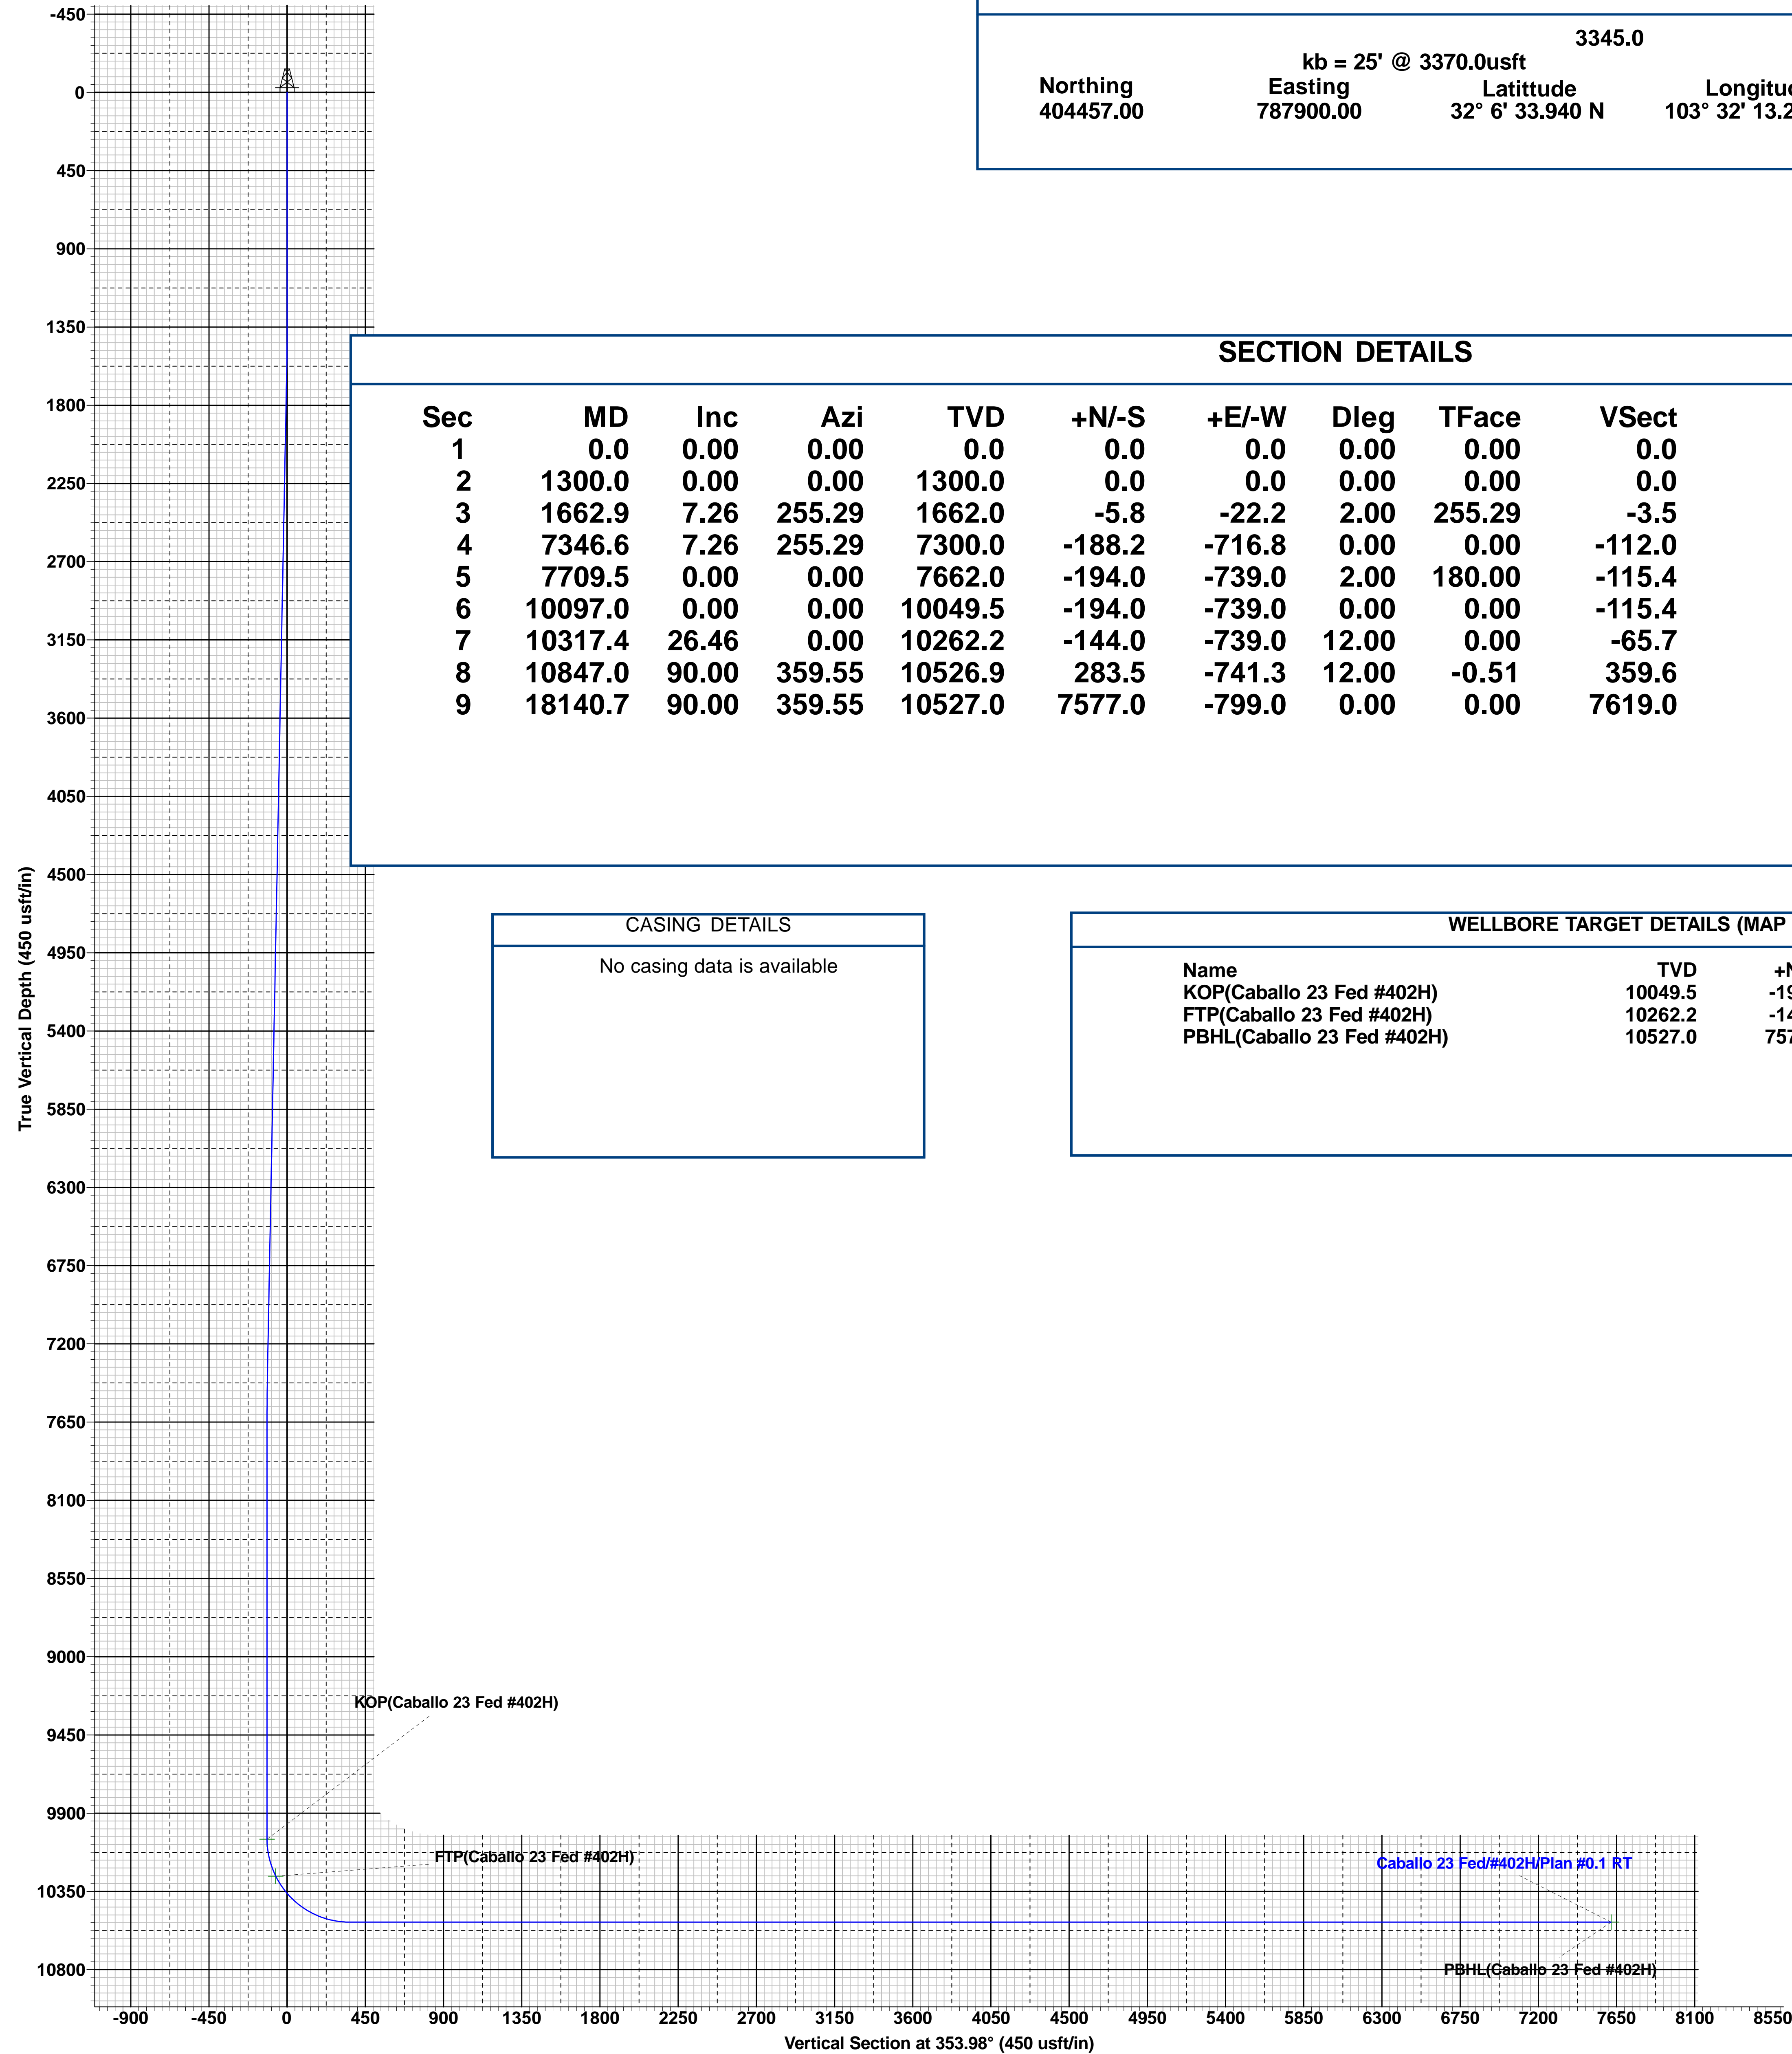 3345.0
kb = 25' @ 3370.0usft
Northing Easting Latittude
404457.00 787900.00 32° 6' 33.940 N 103° 32'
SECTION DETAILS
Sec MD Inc Azi TVD +N/-S +E/-W Dleg TFace VSect
1 0.0 0.00 0.00 0.0 0.0 0.0 0.00 0.00 0.0
2 1300.0 0.00 0.00 1300.0 0.0 0.0 0.00 0.00 0.0
3 1662.9 7.26 255.29 1662.0 -5.8 -22.2 2.00 255.29 -3.5
4 7346.6 7.26 255.29 7300.0 -188.2 -716.8 0.00 0.00 -112.0
5 7709.5 0.00 0.00 7662.0 -194.0 -739.0 2.00 180.00 -115.4
6 10097.0 0.00 0.00 10049.5 -194.0 -739.0 0.00 0.00 -115.4
7 10317.4 26.46 0.00 10262.2 -144.0 -739.0 12.00 0.00 -65.7
8 10847.0 90.00 359.55 10526.9 283.5 -741.3 12.00 -0.51 359.6
9 18140.7 90.00 359.55 10527.0 7577.0 -799.0 0.00 0.00 7619.0
CASING DETAILS
No casing data is available
WELLBORE TARGET DETAILS (MAP
Name TVD
KOP(Caballo 23 Fed #402H) 10049.5
FTP(Caballo 23 Fed #402H) 10262.2
PBHL(Caballo 23 Fed #402H) 10527.0
True Vertical Depth (450 usft/in)
-450
0
450
900
1350
1800
2250
2700
3150
3600
4050
4500
4950
5400
5850
6300
6750
7200
7650
8100
8550
9000
9450
9900
10350
10800
KOP(Caballo 23 Fed #402H)
FTP(Caballo 23 Fed #402H)
Caballo 23 Fed/#402H/Plan #0.1 RT
PBHL(Caballo 23 Fed #402H)
-900 -450 0 450 900 1350 1800 2250 2700 3150 3600 4050 4500 4950 5400 5850 6300 6750 7200 7650 8100 8550
Vertical Section at 353.98° (450 usft/in)